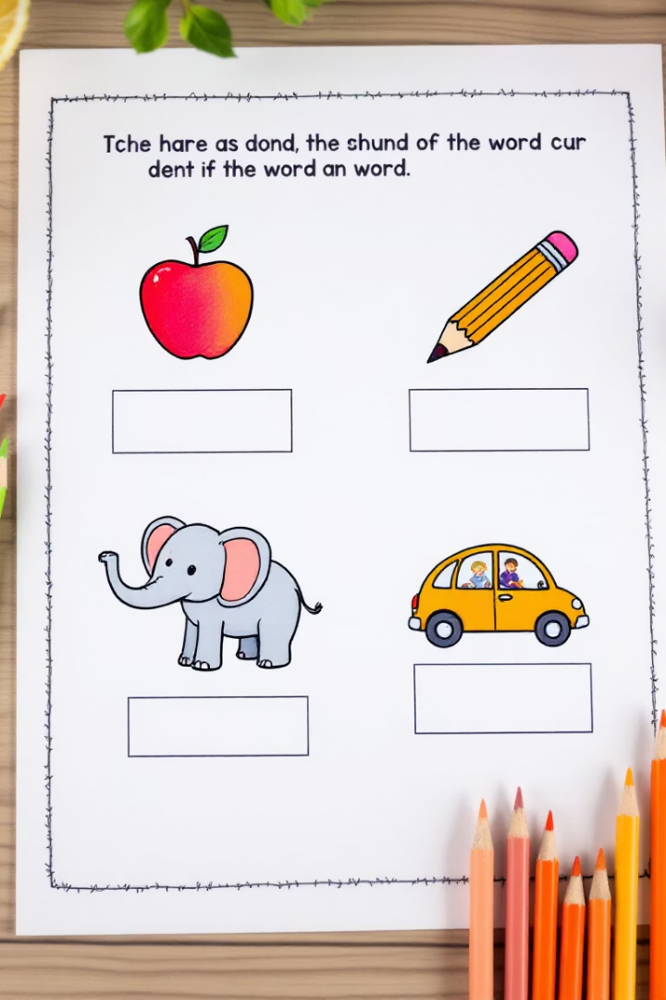 Tche hare as dond, the shund of the word cur
dent if the word an word.